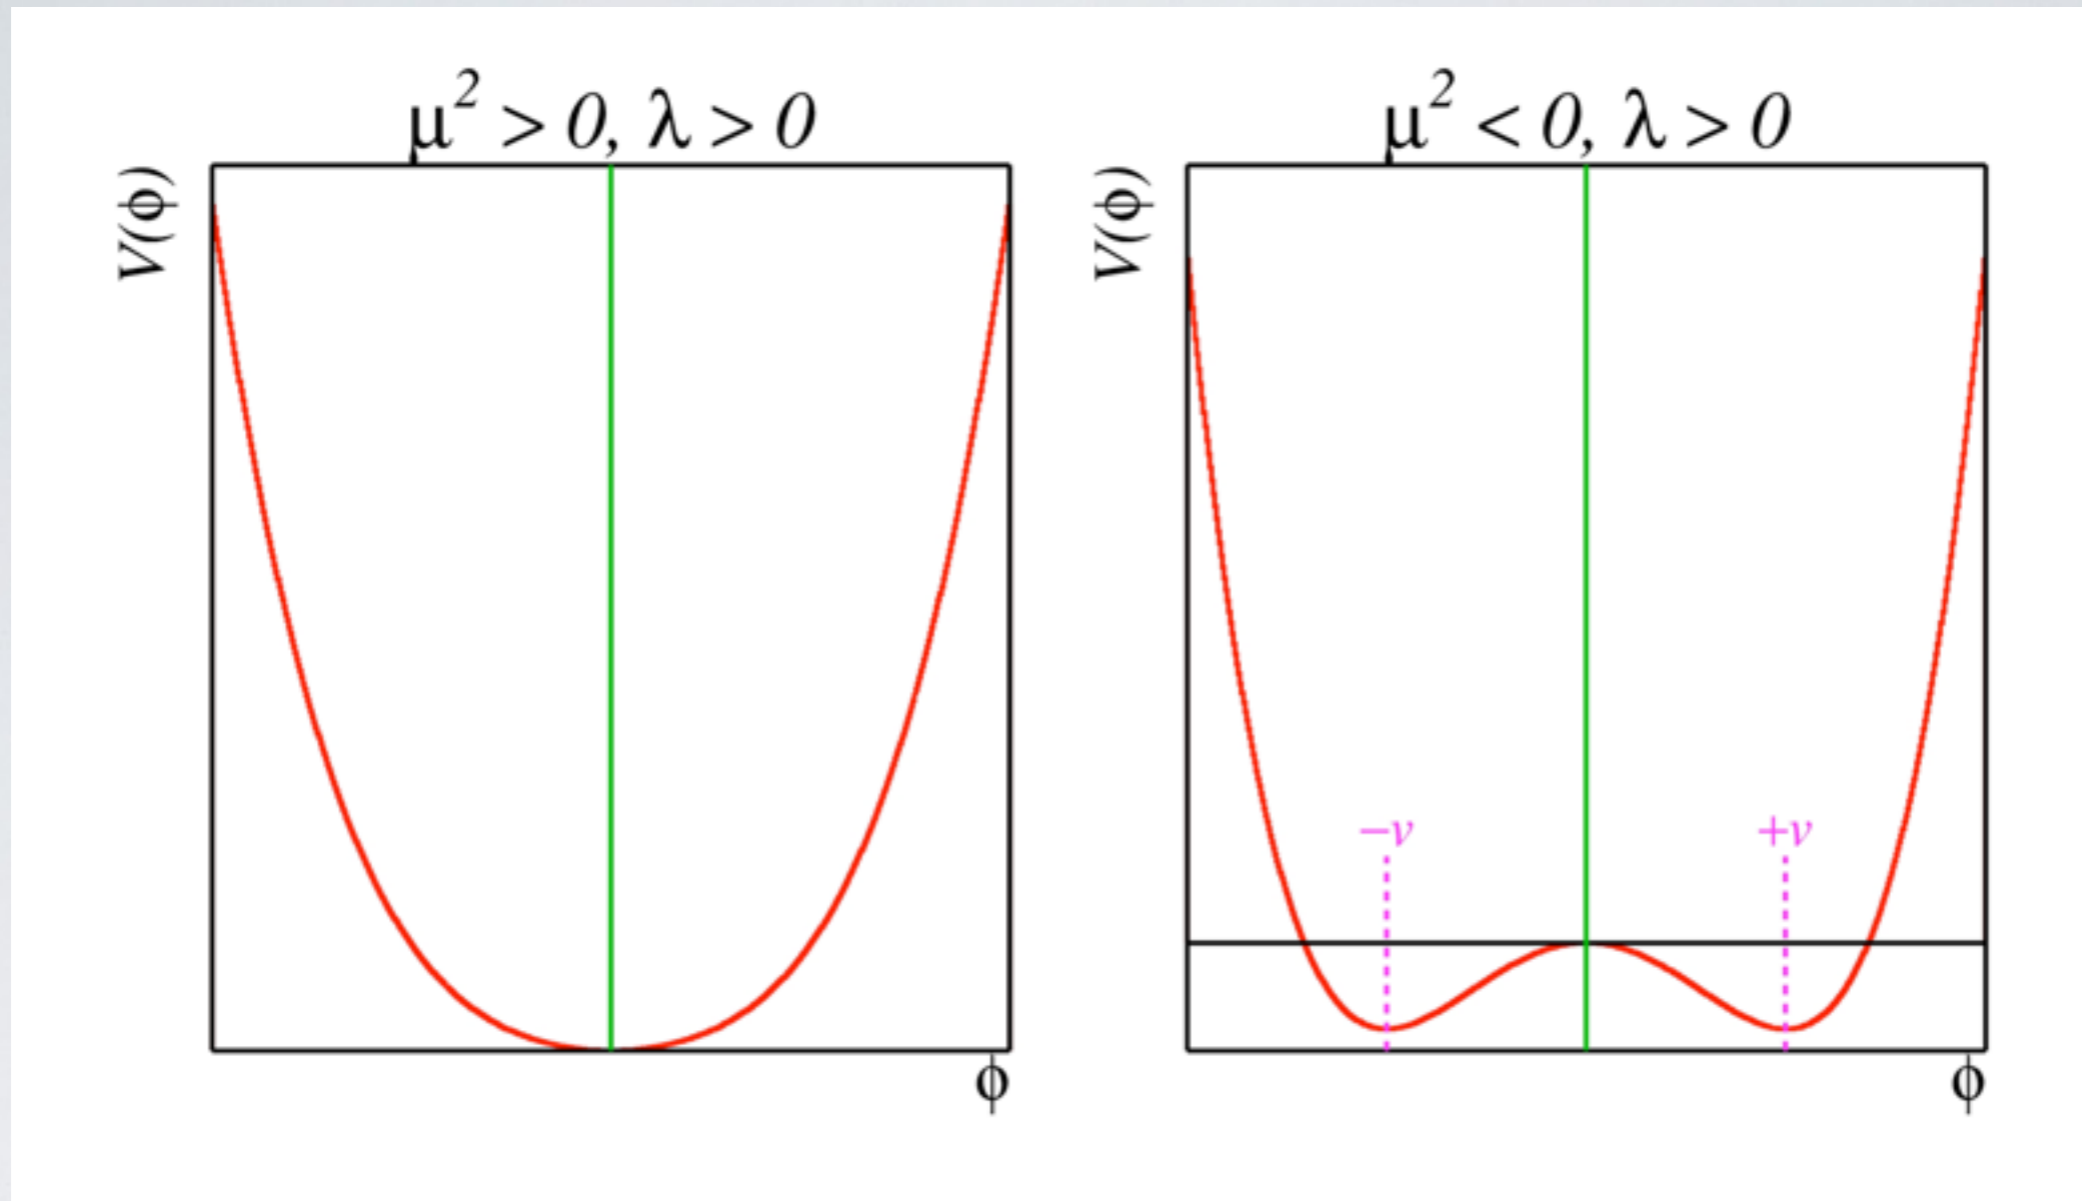 μ² > 0, λ > 0
V(ϕ)
ϕ
μ² < 0, λ > 0
V(ϕ)
−v
+v
ϕ